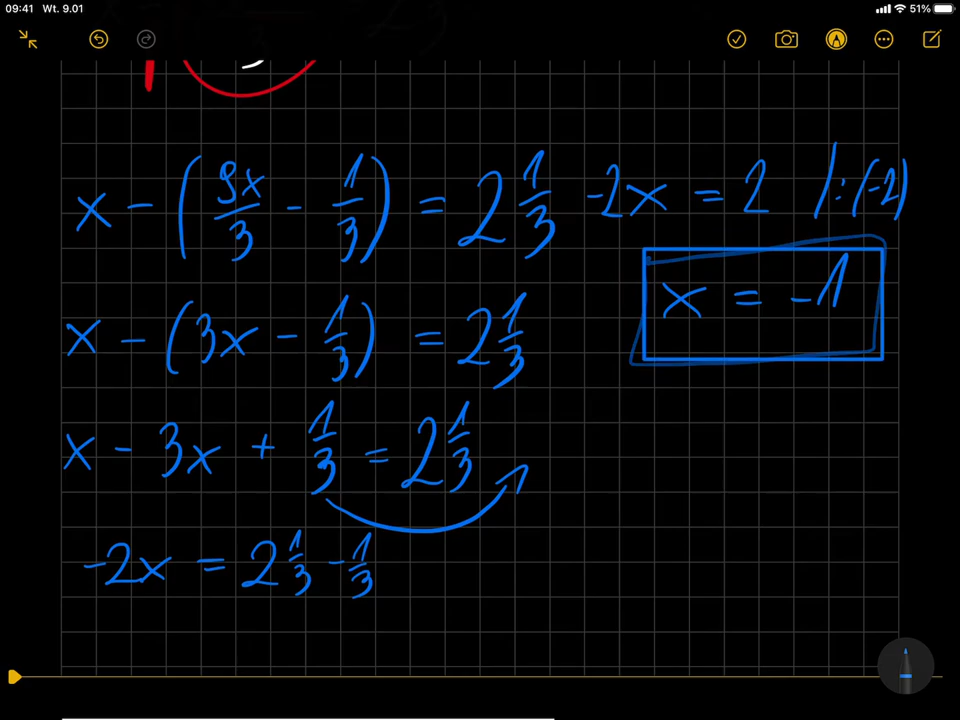 09:41 Wt. 9.01 51%
x - (9x/3 - 1/3) = 2 1/3
x - (3x - 1/3) = 2 1/3
x - 3x + 1/3 = 2 1/3
-2x = 2 1/3 - 1/3
-2x = 2 /:(-2)
x = -1